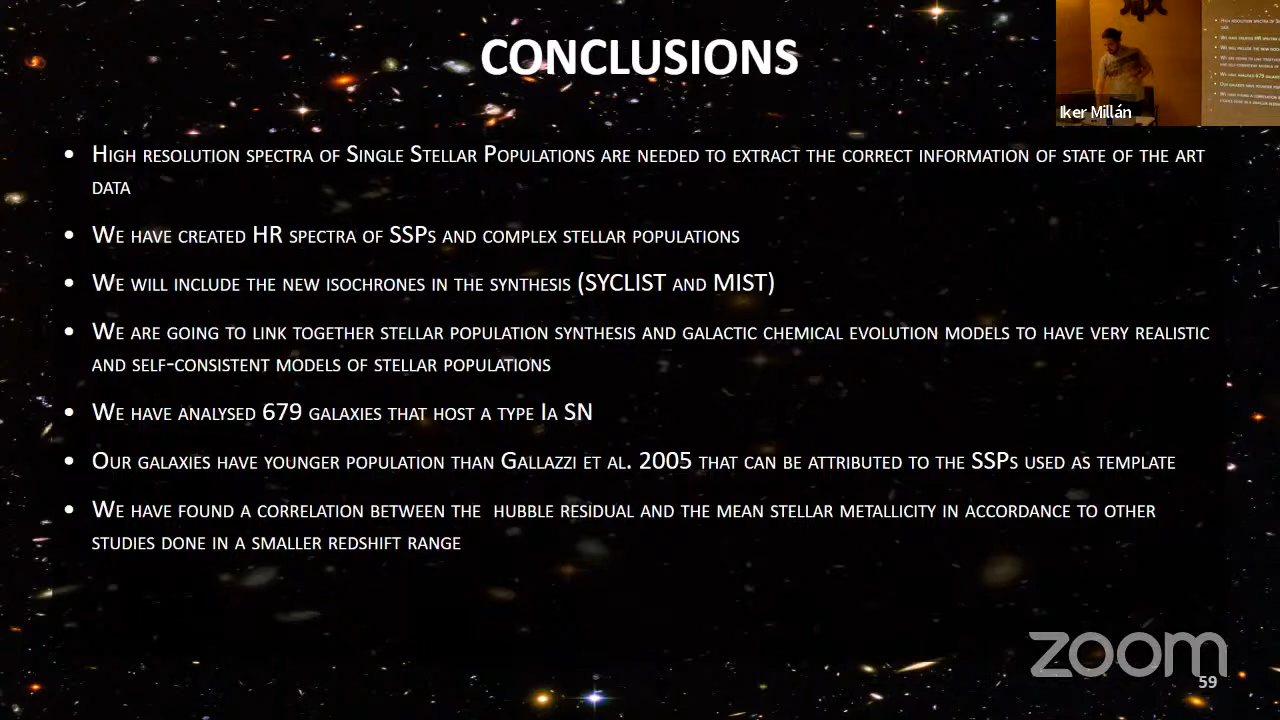 CONCLUSIONS
Iker Millán
• High resolution spectra of Single Stellar Populations are needed to extract the correct information of state of the art
data
• We have created HR spectra of SSPs and complex stellar populations
• We will include the new isochrones in the synthesis (SYCLIST and MIST)
• We are going to link together stellar population synthesis and galactic chemical evolution models to have very realistic
and self-consistent models of stellar populations
• We have analysed 679 galaxies that host a type Ia SN
• Our galaxies have younger population than Gallazzi et al. 2005 that can be attributed to the SSPs used as template
• We have found a correlation between the hubble residual and the mean stellar metallicity in accordance to other
studies done in a smaller redshift range
zoom
59